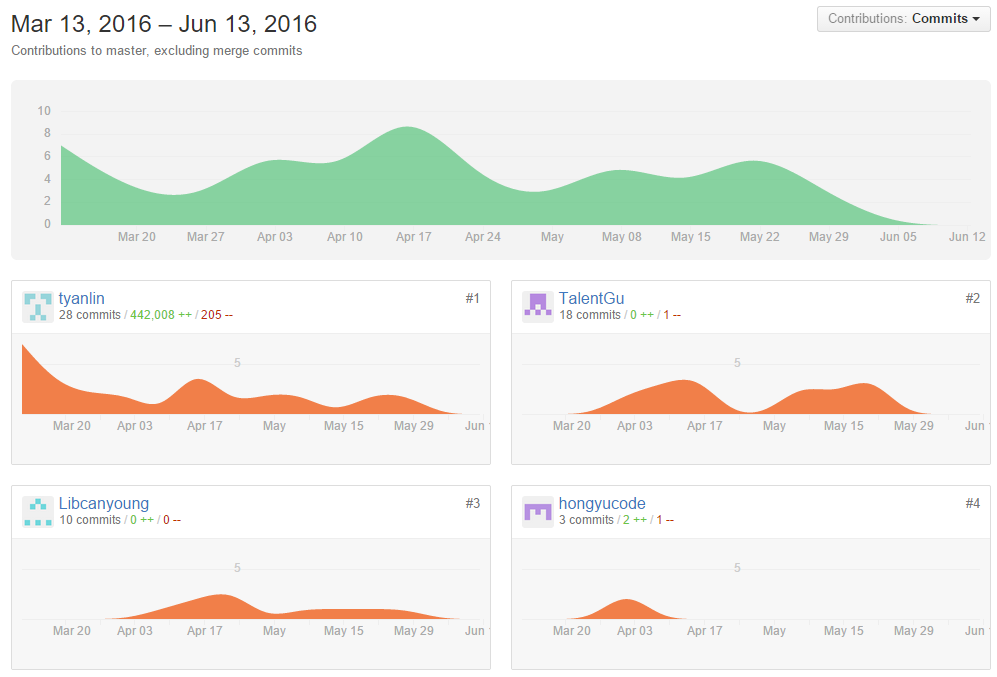 Mar 13, 2016 – Jun 13, 2016
Contributions: Commits
Contributions to master, excluding merge commits
10
8
6
4
2
0
Mar 20 Mar 27 Apr 03 Apr 10 Apr 17 Apr 24 May May 08 May 15 May 22 May 29 Jun 05 Jun 12
tyanlin #1
28 commits / 442,008 ++ / 205 --
5
Mar 20 Apr 03 Apr 17 May May 15 May 29 Jun 1
TalentGu #2
18 commits / 0 ++ / 1 --
5
Mar 20 Apr 03 Apr 17 May May 15 May 29 Jun 1
Libcanyoung #3
10 commits / 0 ++ / 0 --
5
Mar 20 Apr 03 Apr 17 May May 15 May 29 Jun 1
hongyucode #4
3 commits / 2 ++ / 1 --
5
Mar 20 Apr 03 Apr 17 May May 15 May 29 Jun 1